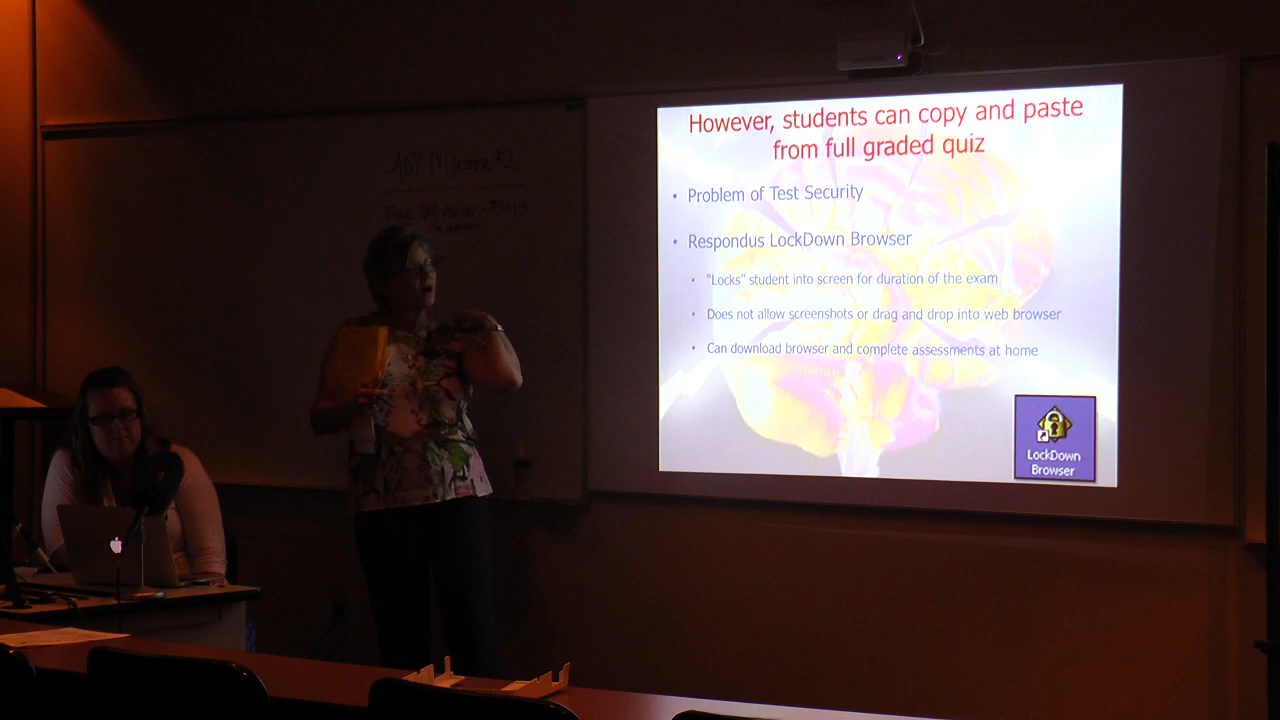 However, students can copy and paste
from full graded quiz
• Problem of Test Security
• Respondus LockDown Browser
• "Locks" student into screen for duration of the exam
• Does not allow screenshots or drag and drop into web browser
• Can download browser and complete assessments at home
LockDown
Browser